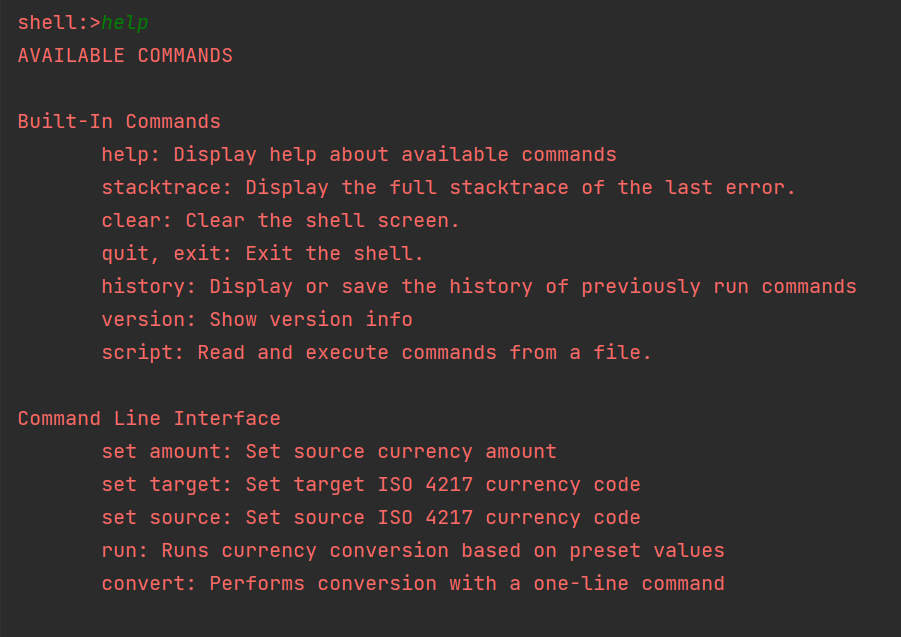 shell:>help
AVAILABLE COMMANDS
Built-In Commands
help: Display help about available commands
stacktrace: Display the full stacktrace of the last error.
clear: Clear the shell screen.
quit, exit: Exit the shell.
history: Display or save the history of previously run commands
version: Show version info
script: Read and execute commands from a file.
Command Line Interface
set amount: Set source currency amount
set target: Set target ISO 4217 currency code
set source: Set source ISO 4217 currency code
run: Runs currency conversion based on preset values
convert: Performs conversion with a one-line command